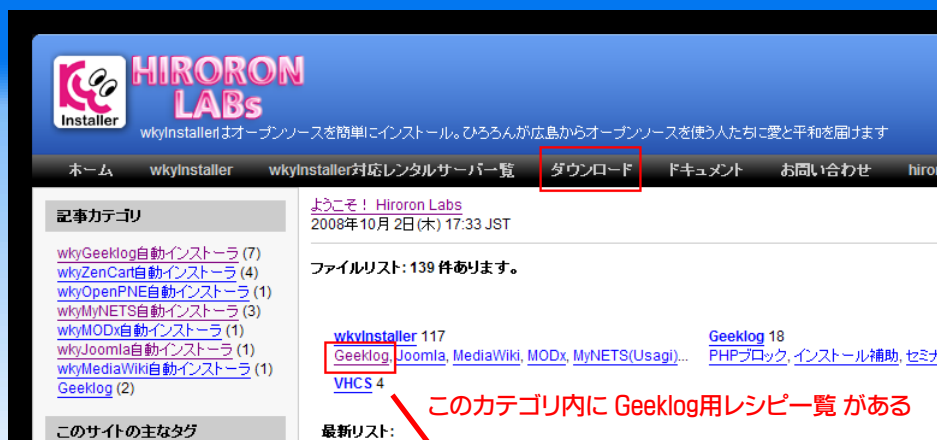 Installer
HIRORON
LABs
wkyInstallerはオープンソースを簡単にインストール。ひろろんが広島からオープンソースを使う人たちに愛と平和を届けます
ホーム wkyInstaller wkyInstaller対応レンタルサーバー一覧 ダウンロード ドキュメント お問い合わせ hiror
記事カテゴリ
wkyGeeklog自動インストーラ (7)
wkyZenCart自動インストーラ (4)
wkyOpenPNE自動インストーラ (1)
wkyMyNETS自動インストーラ (3)
wkyMODx自動インストーラ (1)
wkyJoomla自動インストーラ (1)
wkyMediaWiki自動インストーラ (1)
Geeklog (2)
このサイトの主なタグ
ようこそ! Hiroron Labs
2008年10月 2日(木) 17:33 JST
ファイルリスト: 139 件あります。
wkyInstaller 117
Geeklog, Joomla, MediaWiki, MODx, MyNETS(Usagi)...
Geeklog 18
PHPブロック, インストール補助, セミナ
VHCS 4
このカテゴリ内に Geeklog用レシピ一覧 がある
最新リスト: